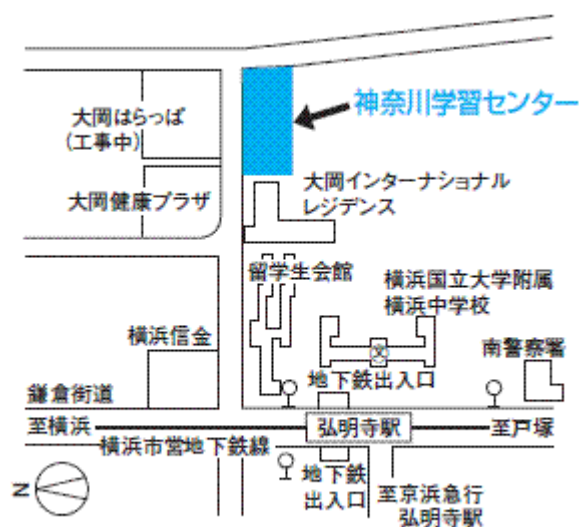 神奈川学習センター
大岡はらっぱ
(工事中)
大岡健康プラザ
大岡インターナショナル
レジデンス
留学生会館
横浜国立大学附属
横浜中学校
文
横浜信金
南警察署
地下鉄出入口
鎌倉街道
至横浜
弘明寺駅
至戸塚
横浜市営地下鉄線
地下鉄
出入口
至京浜急行
弘明寺駅
N